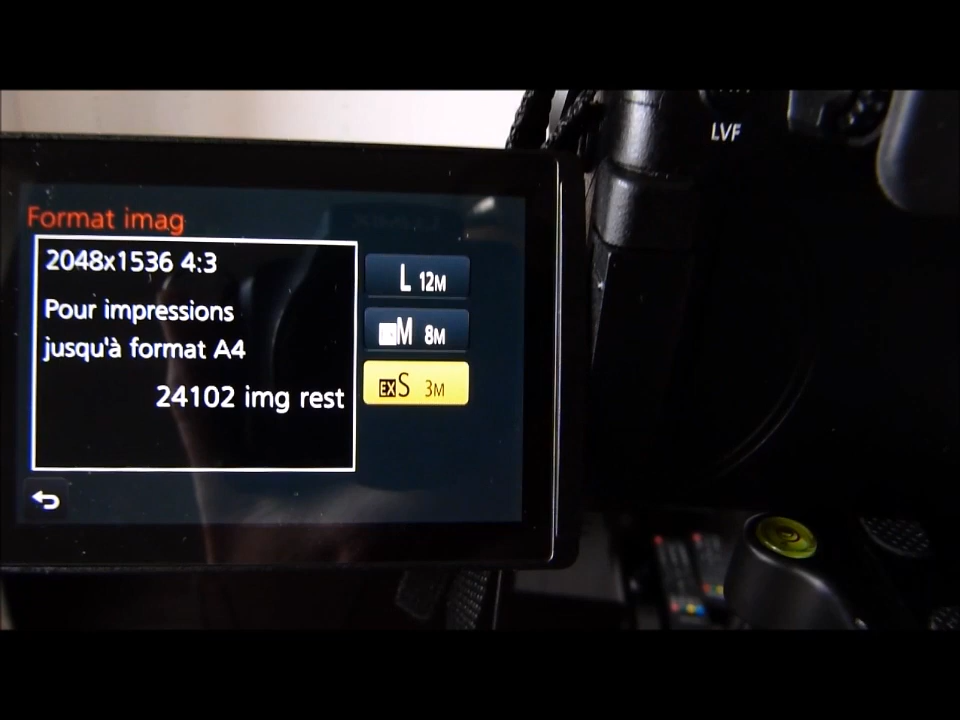 LVF
Format imag
2048x1536 4:3
Pour impressions
jusqu'à format A4
24102 img rest
L 12M
M 8M
EX S 3M